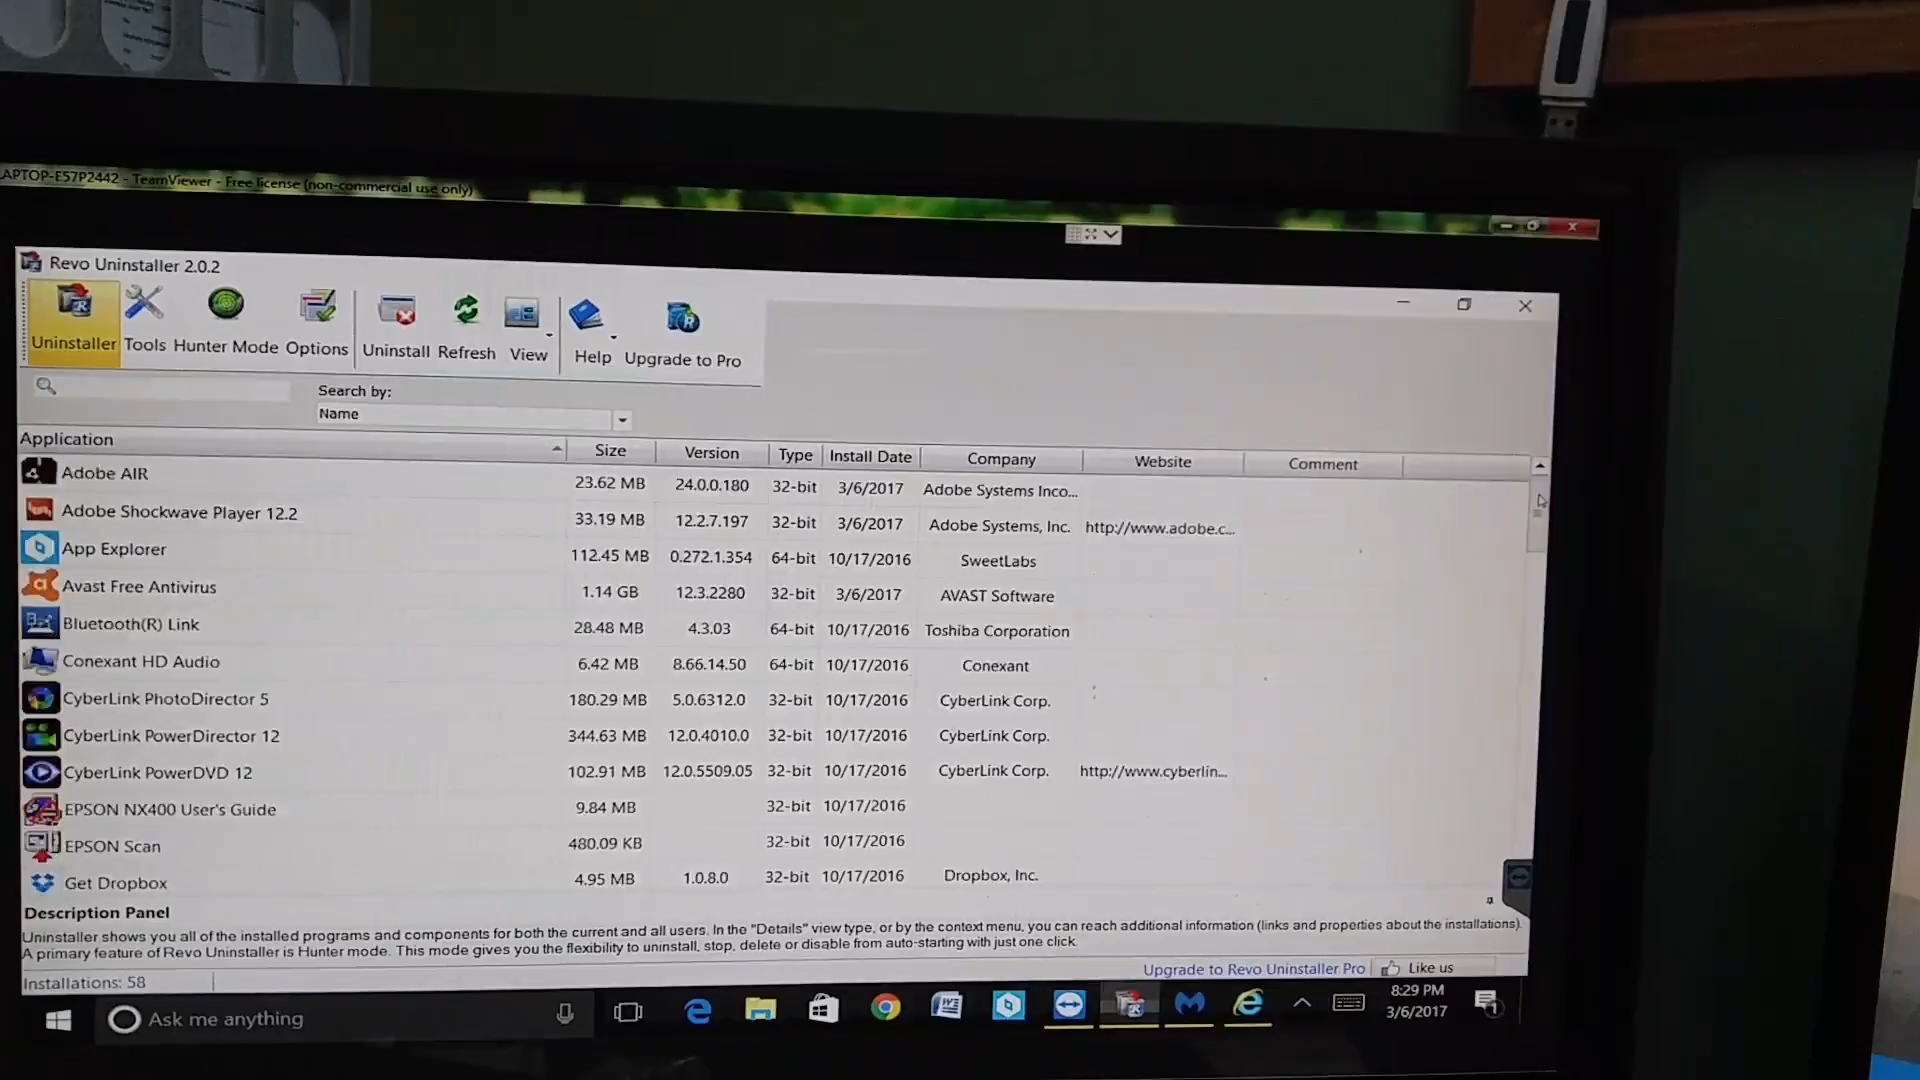 APTOP-E57P2442 - TeamViewer - Free license (non-commercial use only)
Revo Uninstaller 2.0.2
Uninstaller Tools Hunter Mode Options Uninstall Refresh View Help Upgrade to Pro
Search by:
Name
Application Size Version Type Install Date Company Website Comment
Adobe AIR 23.62 MB 24.0.0.180 32-bit 3/6/2017 Adobe Systems Inco...
Adobe Shockwave Player 12.2 33.19 MB 12.2.7.197 32-bit 3/6/2017 Adobe Systems, Inc. http://www.adobe.c...
App Explorer 112.45 MB 0.272.1.354 64-bit 10/17/2016 SweetLabs
Avast Free Antivirus 1.14 GB 12.3.2280 32-bit 3/6/2017 AVAST Software
Bluetooth(R) Link 28.48 MB 4.3.03 64-bit 10/17/2016 Toshiba Corporation
Conexant HD Audio 6.42 MB 8.66.14.50 64-bit 10/17/2016 Conexant
CyberLink PhotoDirector 5 180.29 MB 5.0.6312.0 32-bit 10/17/2016 CyberLink Corp.
CyberLink PowerDirector 12 344.63 MB 12.0.4010.0 32-bit 10/17/2016 CyberLink Corp.
CyberLink PowerDVD 12 102.91 MB 12.0.5509.05 32-bit 10/17/2016 CyberLink Corp. http://www.cyberlin...
EPSON NX400 User's Guide 9.84 MB 32-bit 10/17/2016
EPSON Scan 480.09 KB 32-bit 10/17/2016
Get Dropbox 4.95 MB 1.0.8.0 32-bit 10/17/2016 Dropbox, Inc.
Description Panel
Uninstaller shows you all of the installed programs and components for both the current and all users. In the "Details" view type, or by the context menu, you can reach additional information (links and properties about the installations).
A primary feature of Revo Uninstaller is Hunter mode. This mode gives you the flexibility to uninstall, stop, delete or disable from auto-starting with just one click.
Upgrade to Revo Uninstaller Pro Like us
Installations: 58
Ask me anything
8:29 PM
3/6/2017
1